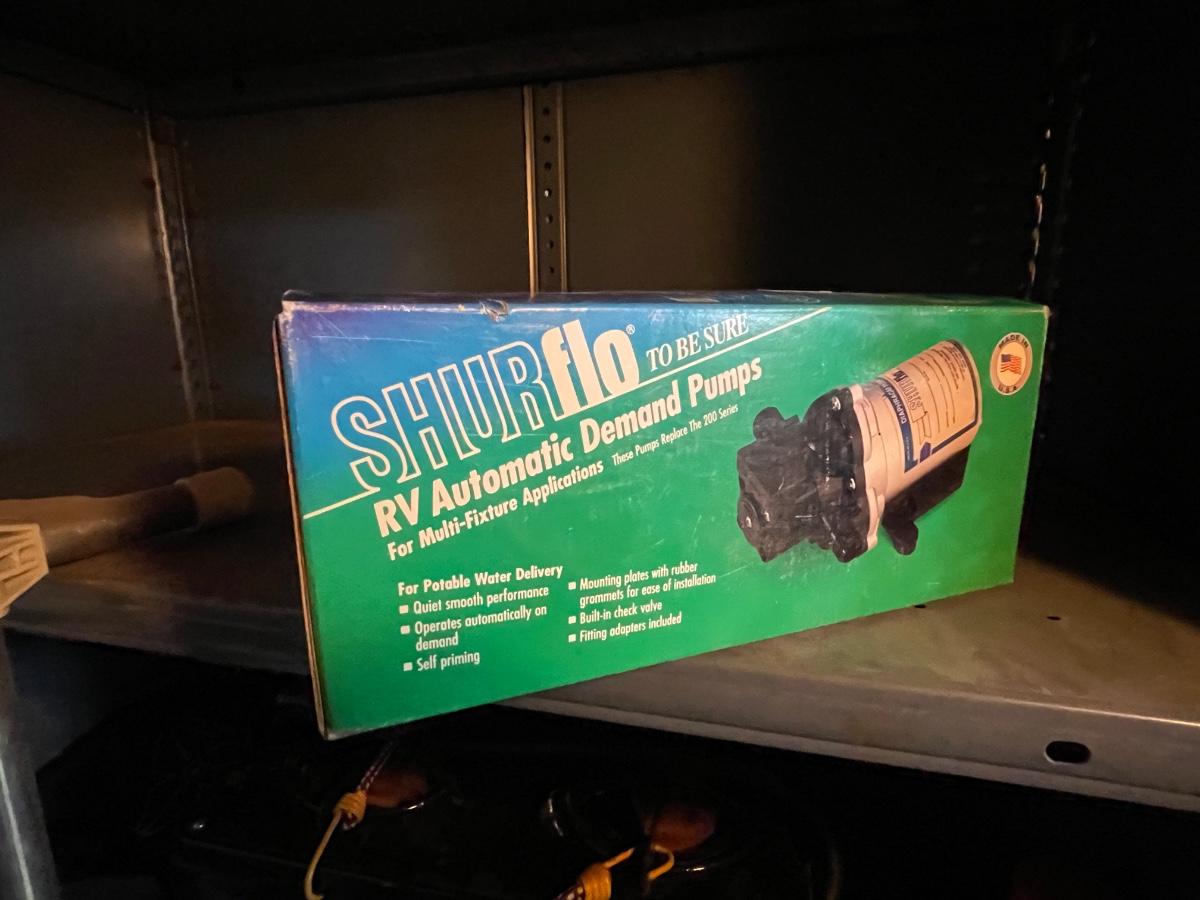 SHURflo® TO BE SURE
RV Automatic Demand Pumps
For Multi-Fixture Applications These Pumps Replace The 200 Series
For Potable Water Delivery
■ Quiet smooth performance
■ Operates automatically on
demand
■ Self priming
■ Mounting plates with rubber
grommets for ease of installation
■ Built-in check valve
■ Fitting adapters included
MADE IN
U.S.A.
SHURflo